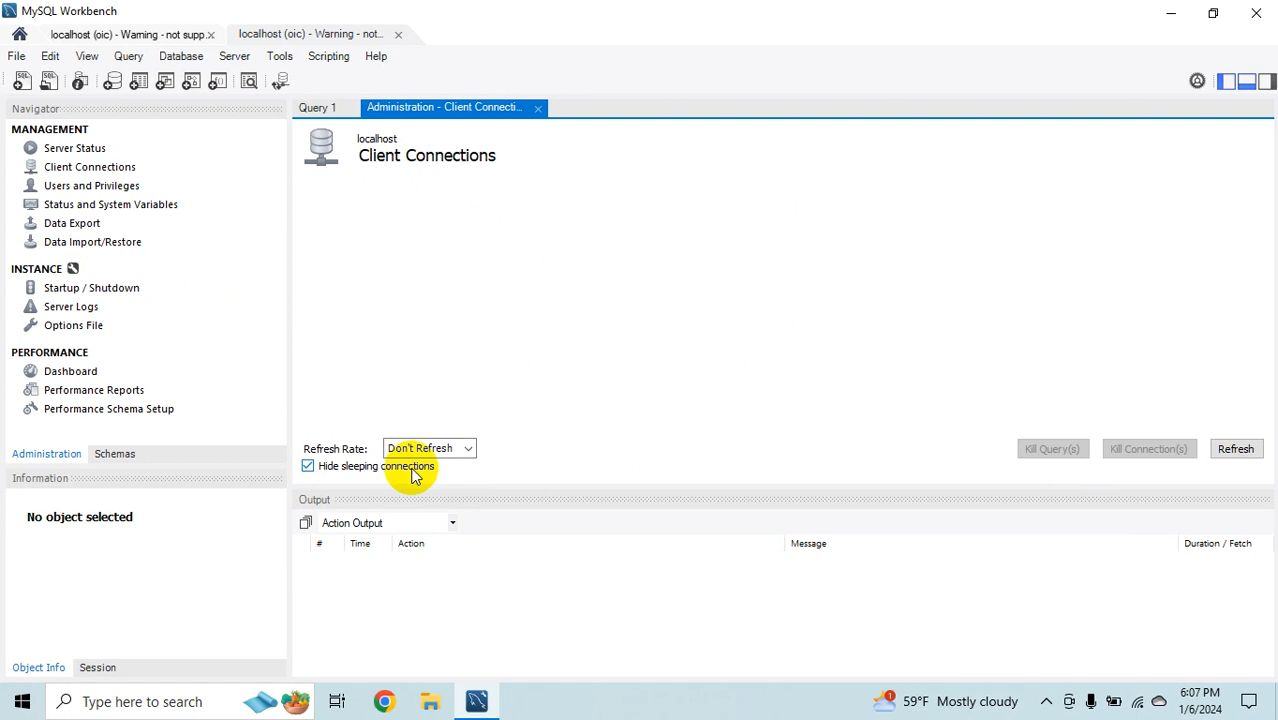 MySQL Workbench
localhost (oic) - Warning - not supp...
localhost (oic) - Warning - not...
File Edit View Query Database Server Tools Scripting Help
Navigator
Query 1
Administration - Client Connecti...
MANAGEMENT
Server Status
Client Connections
Users and Privileges
Status and System Variables
Data Export
Data Import/Restore
INSTANCE
Startup / Shutdown
Server Logs
Options File
PERFORMANCE
Dashboard
Performance Reports
Performance Schema Setup
Administration Schemas
localhost
Client Connections
Refresh Rate: Don't Refresh
Kill Query(s) Kill Connection(s) Refresh
Hide sleeping connections
Information
No object selected
Object Info Session
Output
Action Output
# Time Action Message Duration / Fetch
Type here to search
59°F Mostly cloudy
1
6:07 PM
1/6/2024